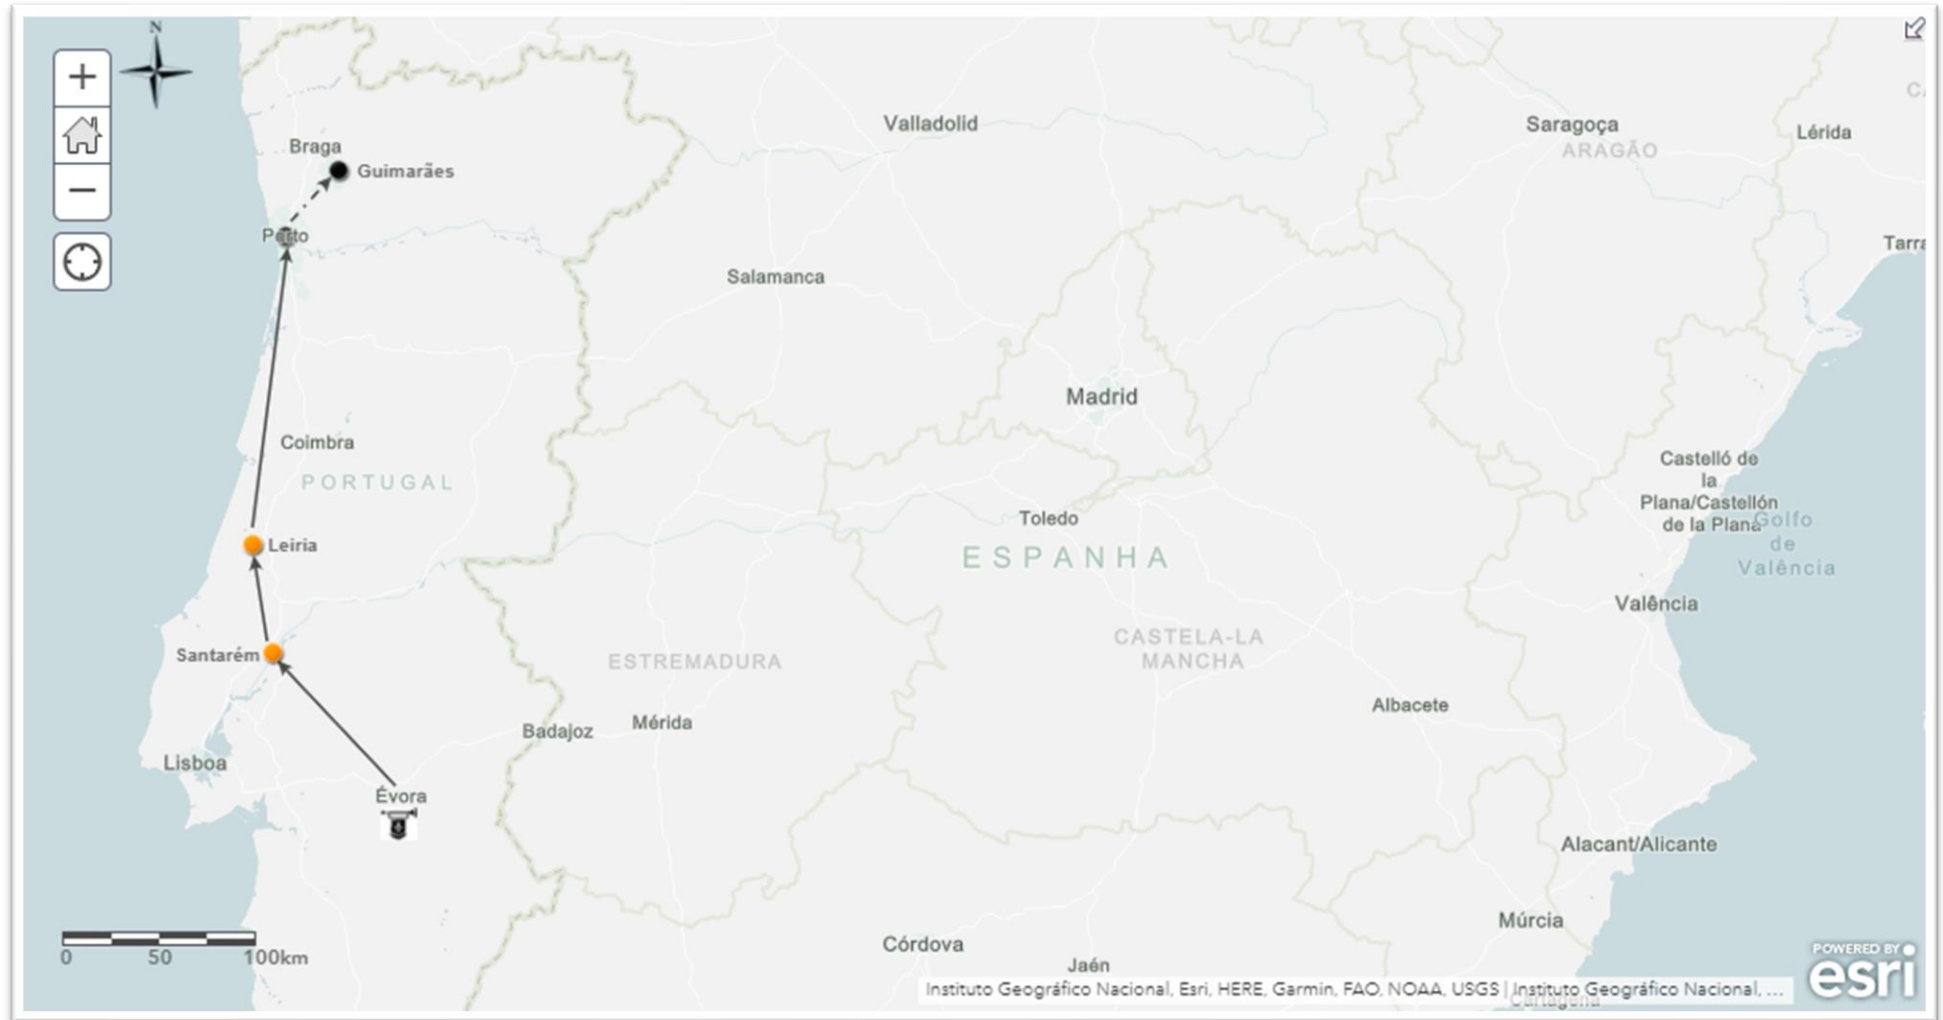 N
+
−
Braga
Guimarães
Porto
Valladolid
Saragoça
ARAGÃO
Lérida
CA
Tarra
Salamanca
Madrid
Coimbra
PORTUGAL
Castelló de
la
Plana/Castellón
de la Plana
Golfo
de
Valência
Toledo
ESPANHA
Leiria
Valência
Santarém
ESTREMADURA
CASTELA-LA
MANCHA
Albacete
Badajoz
Mérida
Lisboa
Évora
Alacant/Alicante
Múrcia
Córdova
Jaén
0 50 100km
Cartagena
Instituto Geográfico Nacional, Esri, HERE, Garmin, FAO, NOAA, USGS | Instituto Geográfico Nacional, ...
POWERED BY
esri